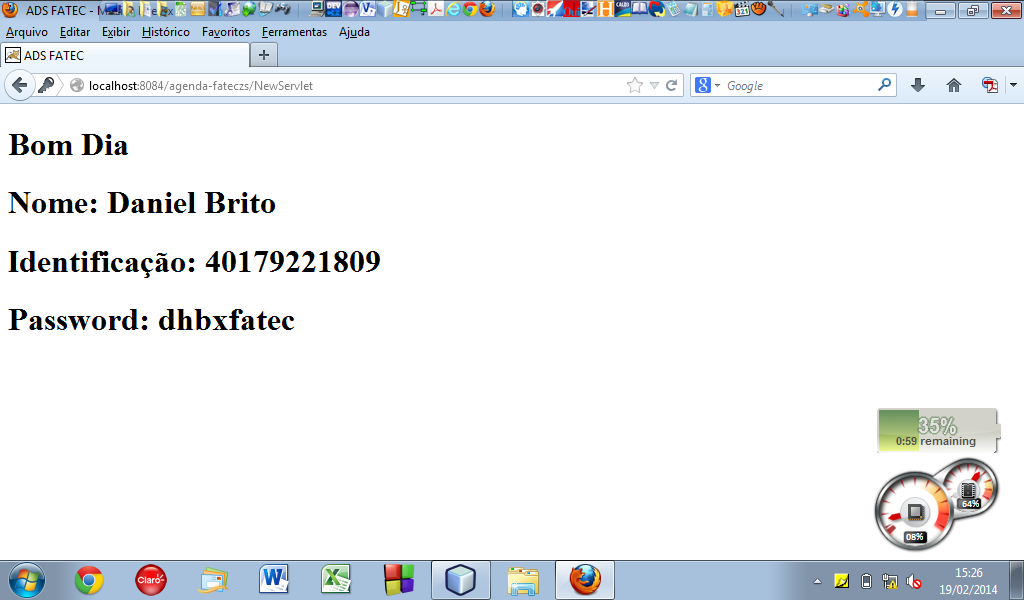 ADS FATEC - M
Arquivo Editar Exibir Histórico Favoritos Ferramentas Ajuda
ADS FATEC
localhost:8084/agenda-fateczs/NewServlet
Google
Bom Dia
Nome: Daniel Brito
Identificação: 40179221809
Password: dhbxfatec
35%
0:59 remaining
64%
08%
Claro
15:26
19/02/2014